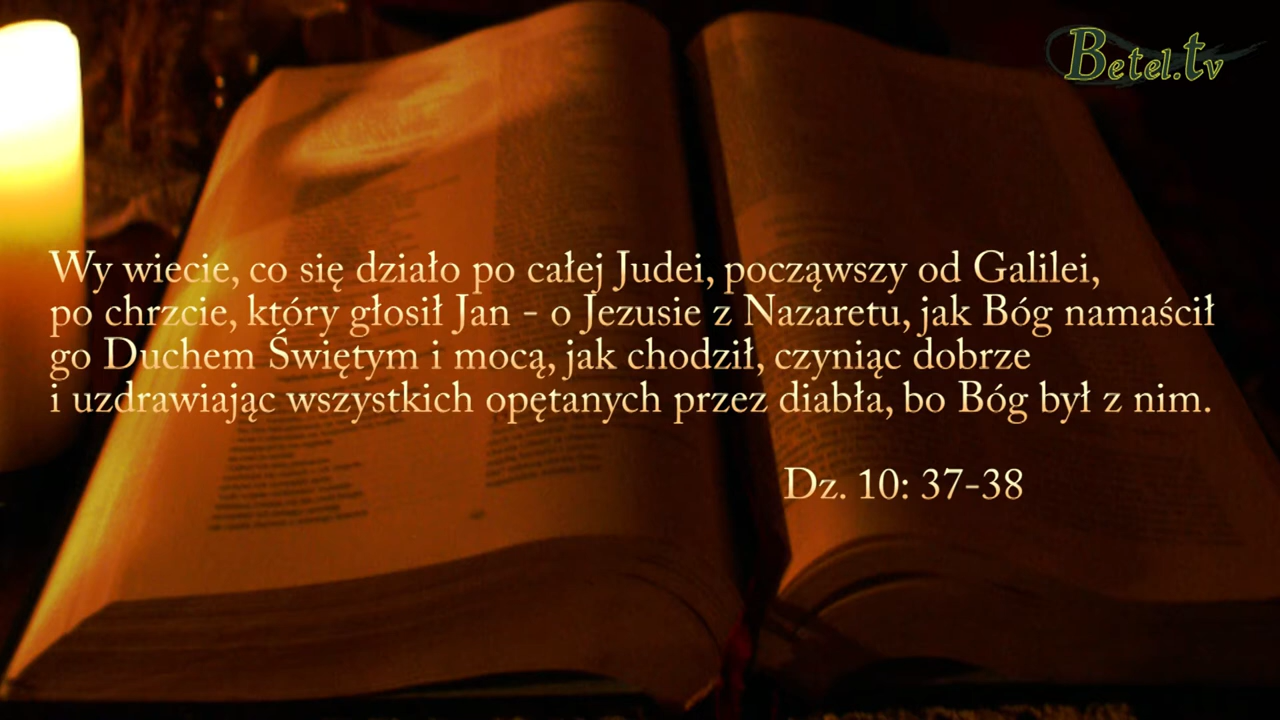 Betel.tv
Wy wiecie, co się działo po całej Judei, począwszy od Galilei,
po chrzcie, który głosił Jan - o Jezusie z Nazaretu, jak Bóg namaścił
go Duchem Świętym i mocą, jak chodził, czyniąc dobrze
i uzdrawiając wszystkich opętanych przez diabła, bo Bóg był z nim.
Dz. 10: 37-38